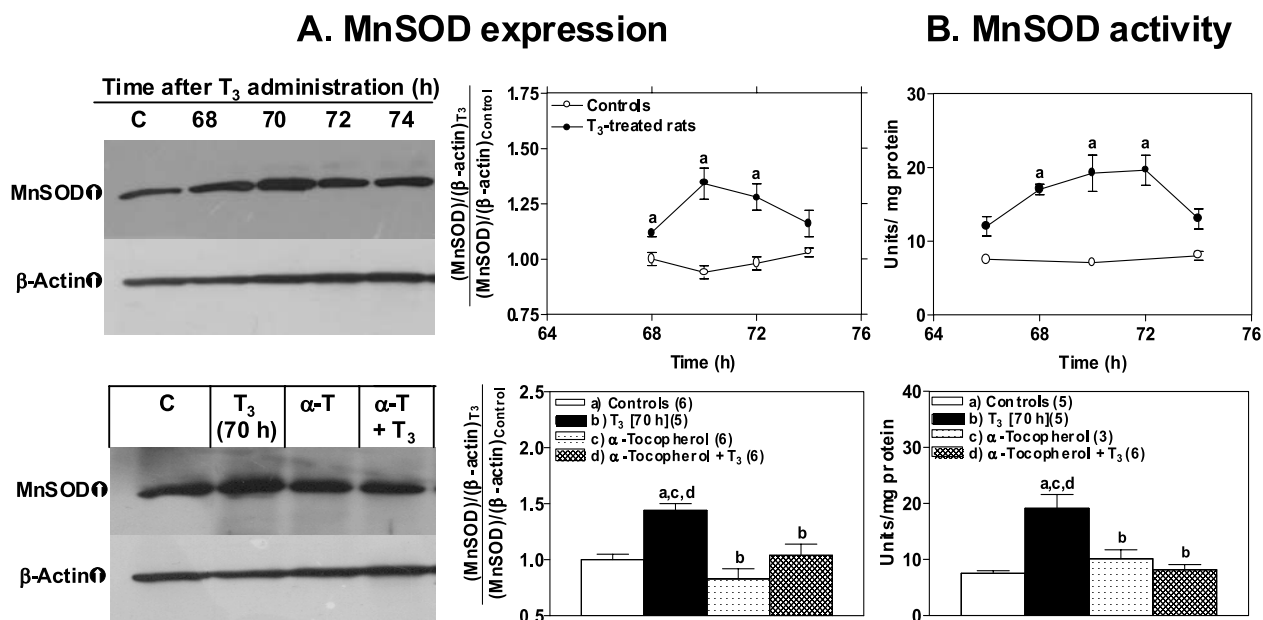 A. MnSOD expression
B. MnSOD activity
Time after T₃ administration (h)
C 68 70 72 74
MnSOD⬆
β-Actin⬆
(MnSOD)/(β-actin)T₃
(MnSOD)/(β-actin)Control
1.75
1.50
1.25
1.00
0.75
Controls
T₃-treated rats
a
a
a
64 68 72 76
Time (h)
Units/ mg protein
30
20
10
0
a
a
a
64 68 72 76
Time (h)
C T₃ (70 h) α-T α-T + T₃
MnSOD⬆
β-Actin⬆
(MnSOD)/(β-actin)T₃
(MnSOD)/(β-actin)Control
2.5
2.0
1.5
1.0
0.5
a) Controls (6)
b) T₃ [70 h](5)
c) α-Tocopherol (6)
d) α-Tocopherol + T₃ (6)
a,c,d
b
b
Units/mg protein
40
30
20
10
0
a) Controls (5)
b) T₃ [70 h](5)
c) α-Tocopherol (3)
d) α-Tocopherol + T₃ (6)
a,c,d
b
b